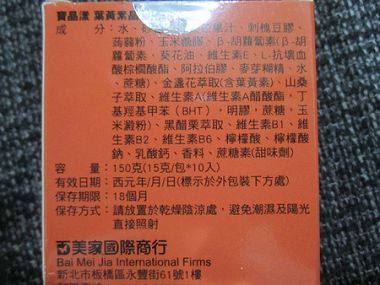 寶晶漾 葉黃素晶
成　　分：水、
果汁、刺槐豆膠、
蒟蒻粉、玉米糖膠、β-胡蘿蔔素(β-胡
蘿蔔素、葵花油、維生素E、L-抗壞血
酸棕櫚酸酯、阿拉伯膠、麥芽糊精、水
、蔗糖)、金盞花萃取(含葉黃素)、山桑
子萃取、維生素A(維生素A醋酸酯，丁
基羥基甲苯（BHT），明膠，蔗糖，玉
米澱粉)、黑醋栗萃取、維生素B1、維
生素B2、維生素B6、檸檬酸、檸檬酸
鈉、乳酸鈣、香料、蔗糖素(甜味劑)
容　　量：150克(15克/包*10入)
有效日期：西元年/月/日(標示於外包裝下方處)
保存期限：18個月
保存方式：請放置於乾燥陰涼處，避免潮濕及陽光
直接照射
美家國際商行
Bai Mei Jia International Firms
新北市板橋區永豐街61號1樓